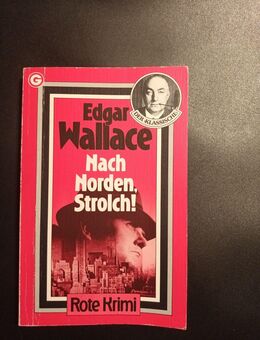 G
DER KLASSISCHE
Edgar
Wallace
Nach
Norden,
Strolch!
Rote Krimi